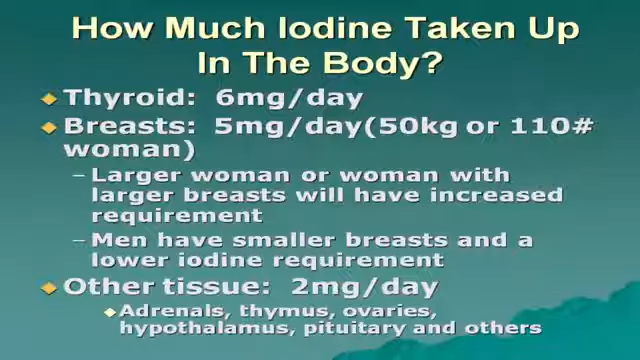 How Much Iodine Taken Up
In The Body?
Thyroid: 6mg/day
Breasts: 5mg/day(50kg or 110#
woman)
–Larger woman or woman with
larger breasts will have increased
requirement
–Men have smaller breasts and a
lower iodine requirement
Other tissue: 2mg/day
Adrenals, thymus, ovaries,
hypothalamus, pituitary and others